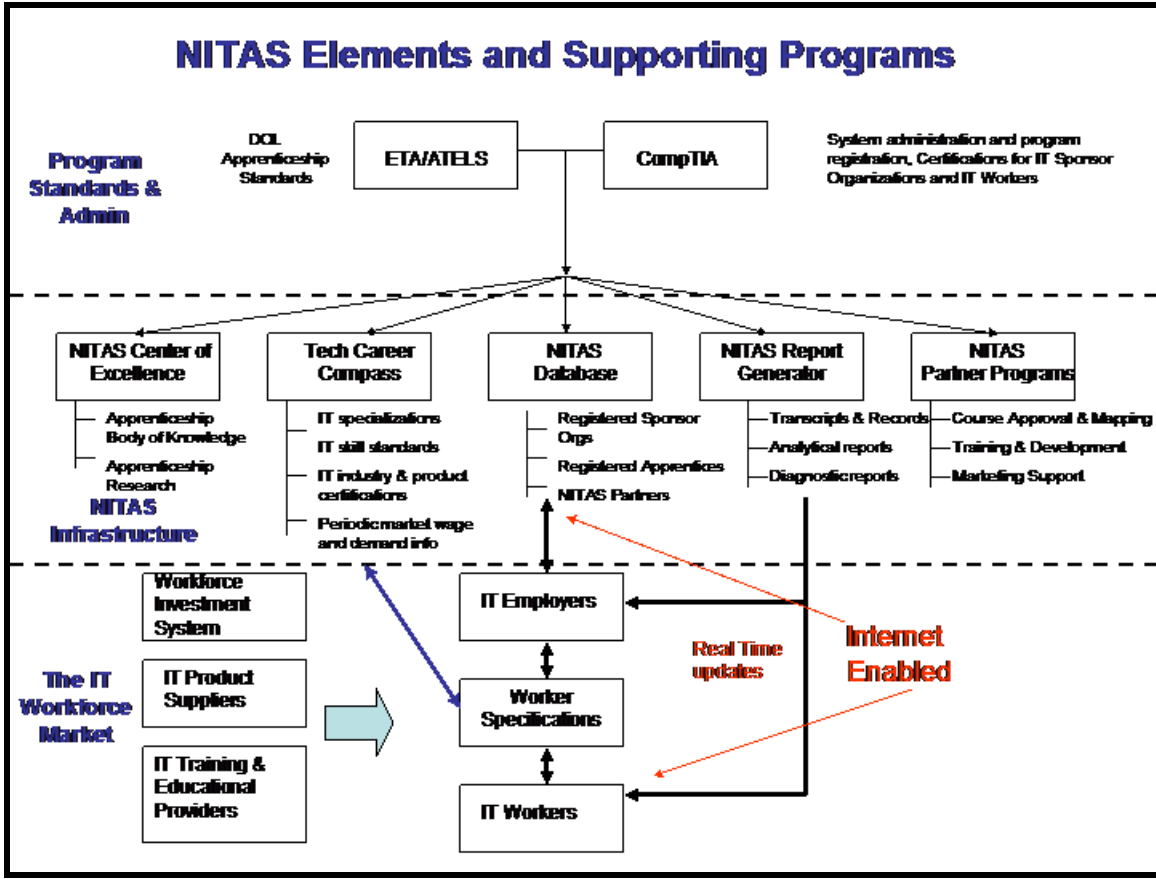 NITAS Elements and Supporting Programs
Program
Standards &
Admin
DOL
Apprenticeship
Standards
ETA/ATELS
CompTIA
System administration and program
registration, Certifications for IT Sponsor
Organizations and IT Workers
NITAS Center of
Excellence
Apprenticeship
Body of Knowledge
Apprenticeship
Research
Tech Career
Compass
IT specializations
IT skill standards
IT industry & product
certifications
Periodic market wage
and demand info
NITAS
Database
Registered Sponsor
Orgs
Registered Apprentices
NITAS Partners
NITAS Report
Generator
Transcripts & Records
Analytical reports
Diagnostic reports
NITAS
Partner Programs
Course Approval & Mapping
Training & Development
Marketing Support
NITAS
Infrastructure
The IT
Workforce
Market
Workforce
Investment
System
IT Product
Suppliers
IT Training &
Educational
Providers
IT Employers
Worker
Specifications
IT Workers
Real Time
updates
Internet
Enabled